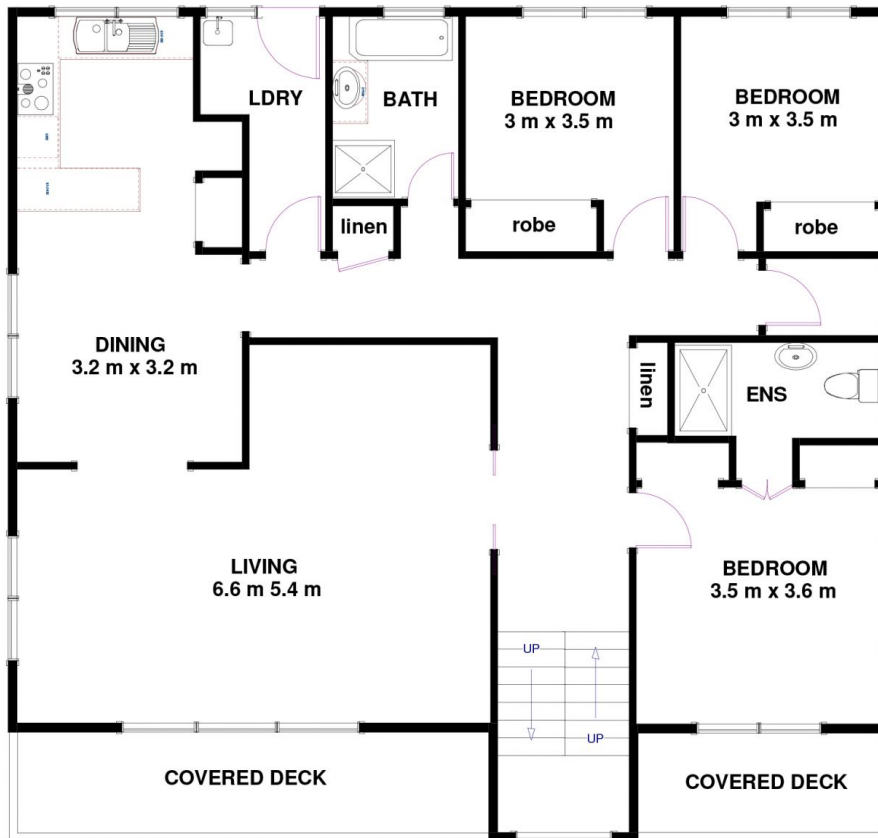 LDRY
BATH
BEDROOM
3 m x 3.5 m
BEDROOM
3 m x 3.5 m
linen
robe
robe
DINING
3.2 m x 3.2 m
linen
ENS
LIVING
6.6 m 5.4 m
BEDROOM
3.5 m x 3.6 m
UP
UP
COVERED DECK
COVERED DECK